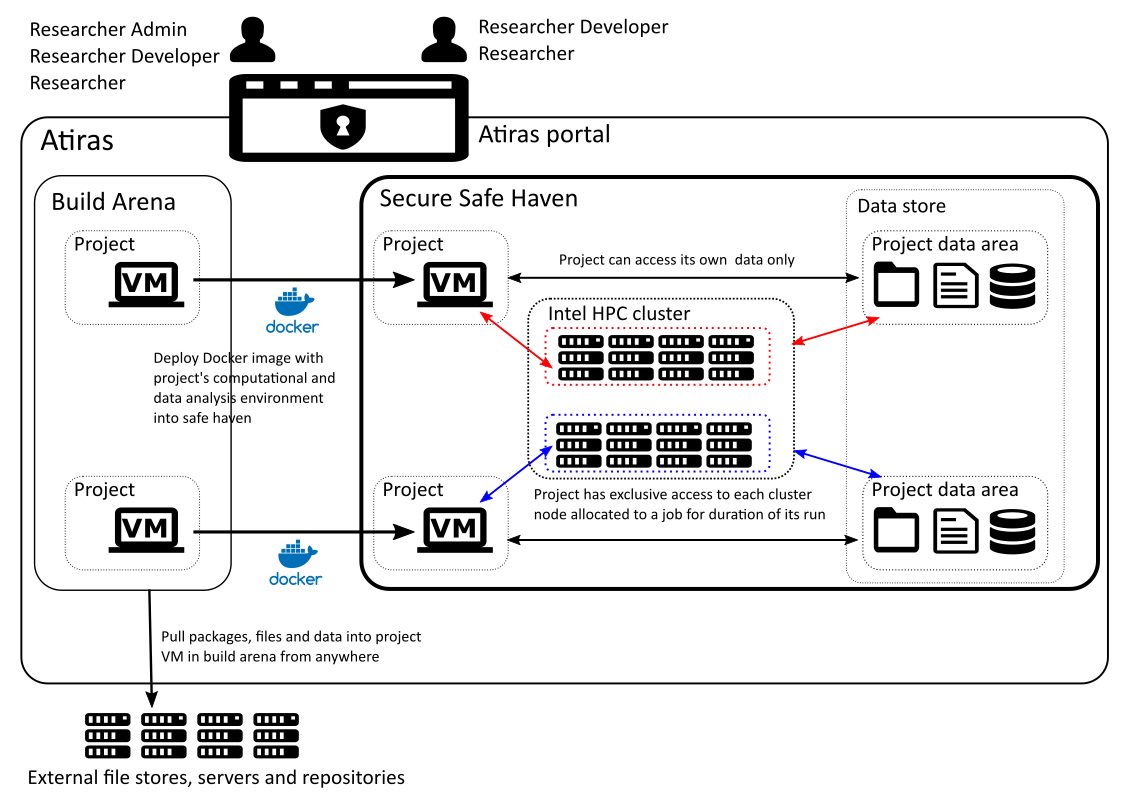 Researcher Admin
Researcher Developer
Researcher
Researcher Developer
Researcher
Atiras
Atiras portal
Build Arena
Project
VM
docker
Deploy Docker image with
project's computational and
data analysis environment
into safe haven
Project
VM
docker
Secure Safe Haven
Project
VM
Project can access its own data only
Intel HPC cluster
Data store
Project data area
Project
VM
Project has exclusive access to each cluster
node allocated to a job for duration of its run
Project data area
Pull packages, files and data into project
VM in build arena from anywhere
External file stores, servers and repositories